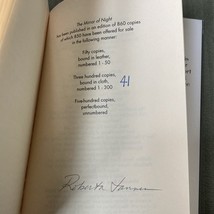 The Mirror of Night
has been published in an edition of 860 copies
of which 850 have been offered for sale
in the following manner:
Fifty copies,
bound in leather,
numbered 1 - 50
Three hundred copies,
bound in cloth,
numbered 1 - 300
41
Five hundred copies,
perfectbound,
unnumbered
Roberta Lannes